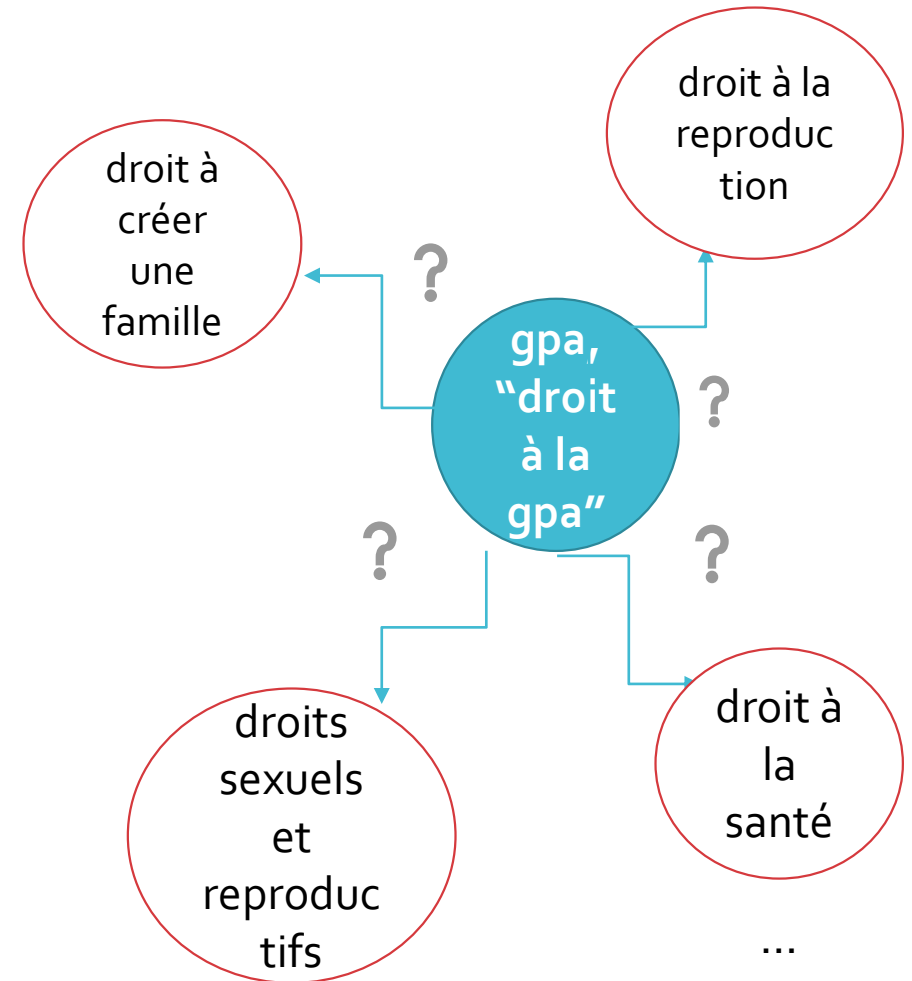 droit à la
reproduc
tion
droit à
créer
une
famille
?
gpa,
“droit
à la
gpa”
?
?
?
droits
sexuels
et
reproduc
tifs
droit à
la
santé
...